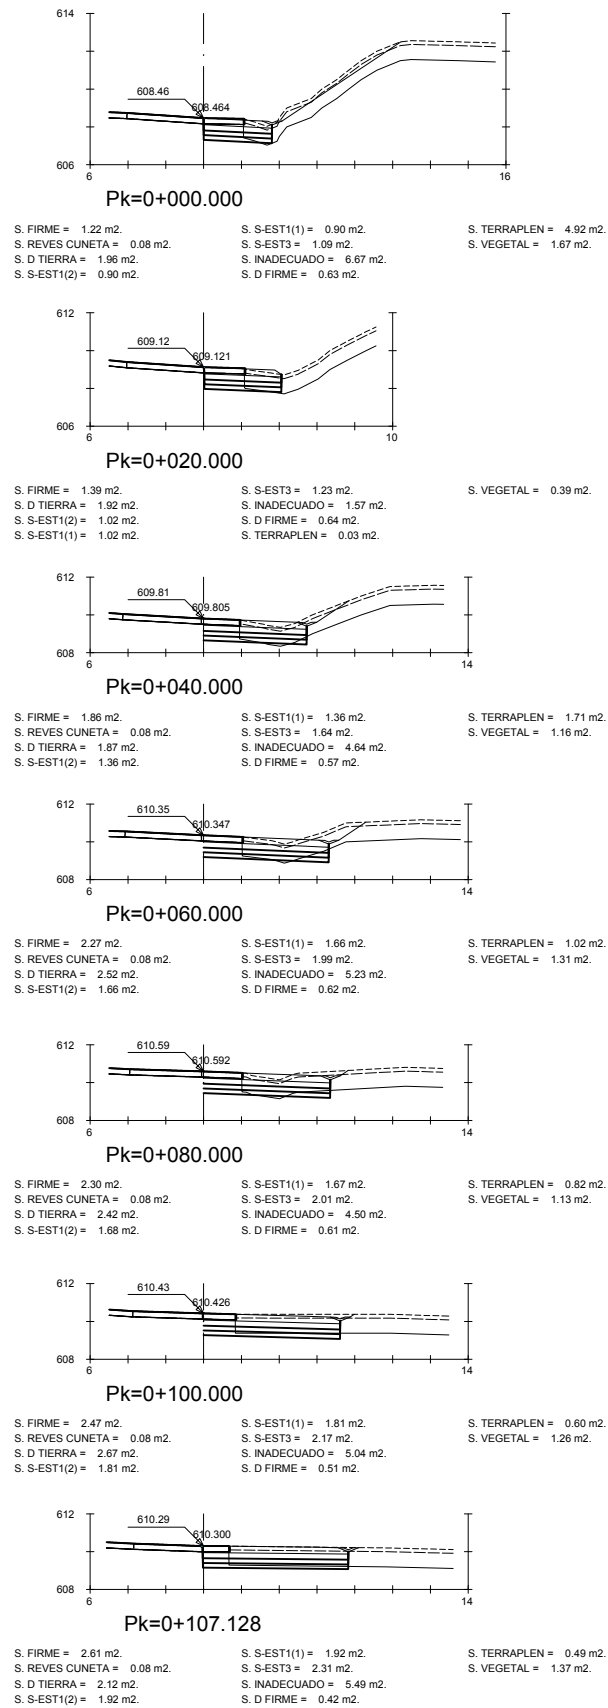 614
608.46
608.464
606
6 16
Pk=0+000.000
S. FIRME = 1.22 m2. S. S-EST1(1) = 0.90 m2. S. TERRAPLEN = 4.92 m2.
S. REVES CUNETA = 0.08 m2. S. S-EST3 = 1.09 m2. S. VEGETAL = 1.67 m2.
S. D TIERRA = 1.96 m2. S. INADECUADO = 6.67 m2.
S. S-EST1(2) = 0.90 m2. S. D FIRME = 0.63 m2.
612
609.12
609.121
606
6 10
Pk=0+020.000
S. FIRME = 1.39 m2. S. S-EST3 = 1.23 m2. S. VEGETAL = 0.39 m2.
S. D TIERRA = 1.92 m2. S. INADECUADO = 1.57 m2.
S. S-EST1(2) = 1.02 m2. S. D FIRME = 0.64 m2.
S. S-EST1(1) = 1.02 m2. S. TERRAPLEN = 0.03 m2.
612
609.81
609.805
608
6 14
Pk=0+040.000
S. FIRME = 1.86 m2. S. S-EST1(1) = 1.36 m2. S. TERRAPLEN = 1.71 m2.
S. REVES CUNETA = 0.08 m2. S. S-EST3 = 1.64 m2. S. VEGETAL = 1.16 m2.
S. D TIERRA = 1.87 m2. S. INADECUADO = 4.64 m2.
S. S-EST1(2) = 1.36 m2. S. D FIRME = 0.57 m2.
612
610.35
610.347
608
6 14
Pk=0+060.000
S. FIRME = 2.27 m2. S. S-EST1(1) = 1.66 m2. S. TERRAPLEN = 1.02 m2.
S. REVES CUNETA = 0.08 m2. S. S-EST3 = 1.99 m2. S. VEGETAL = 1.31 m2.
S. D TIERRA = 2.52 m2. S. INADECUADO = 5.23 m2.
S. S-EST1(2) = 1.66 m2. S. D FIRME = 0.62 m2.
612
610.59
610.592
608
6 14
Pk=0+080.000
S. FIRME = 2.30 m2. S. S-EST1(1) = 1.67 m2. S. TERRAPLEN = 0.82 m2.
S. REVES CUNETA = 0.08 m2. S. S-EST3 = 2.01 m2. S. VEGETAL = 1.13 m2.
S. D TIERRA = 2.42 m2. S. INADECUADO = 4.50 m2.
S. S-EST1(2) = 1.68 m2. S. D FIRME = 0.61 m2.
612
610.43
610.426
608
6 14
Pk=0+100.000
S. FIRME = 2.47 m2. S. S-EST1(1) = 1.81 m2. S. TERRAPLEN = 0.60 m2.
S. REVES CUNETA = 0.08 m2. S. S-EST3 = 2.17 m2. S. VEGETAL = 1.26 m2.
S. D TIERRA = 2.67 m2. S. INADECUADO = 5.04 m2.
S. S-EST1(2) = 1.81 m2. S. D FIRME = 0.51 m2.
612
610.29
610.300
608
6 14
Pk=0+107.128
S. FIRME = 2.61 m2. S. S-EST1(1) = 1.92 m2. S. TERRAPLEN = 0.49 m2.
S. REVES CUNETA = 0.08 m2. S. S-EST3 = 2.31 m2. S. VEGETAL = 1.37 m2.
S. D TIERRA = 2.12 m2. S. INADECUADO = 5.49 m2.
S. S-EST1(2) = 1.92 m2. S. D FIRME = 0.42 m2.